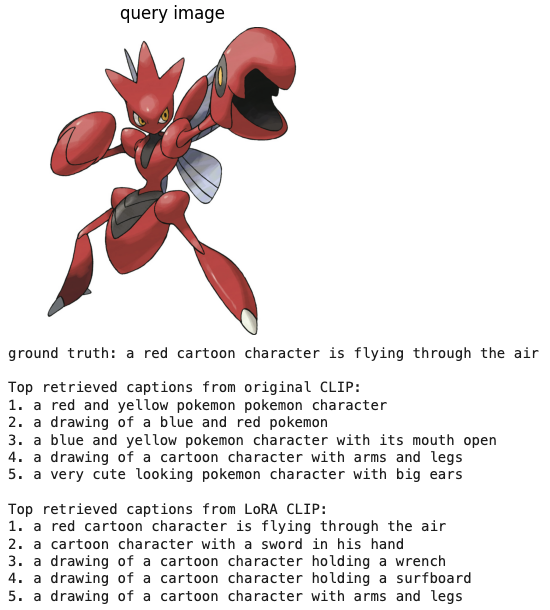 query image
ground truth: a red cartoon character is flying through the air
Top retrieved captions from original CLIP:
1. a red and yellow pokemon pokemon character
2. a drawing of a blue and red pokemon
3. a blue and yellow pokemon character with its mouth open
4. a drawing of a cartoon character with arms and legs
5. a very cute looking pokemon character with big ears
Top retrieved captions from LoRA CLIP:
1. a red cartoon character is flying through the air
2. a cartoon character with a sword in his hand
3. a drawing of a cartoon character holding a wrench
4. a drawing of a cartoon character holding a surfboard
5. a drawing of a cartoon character with arms and legs